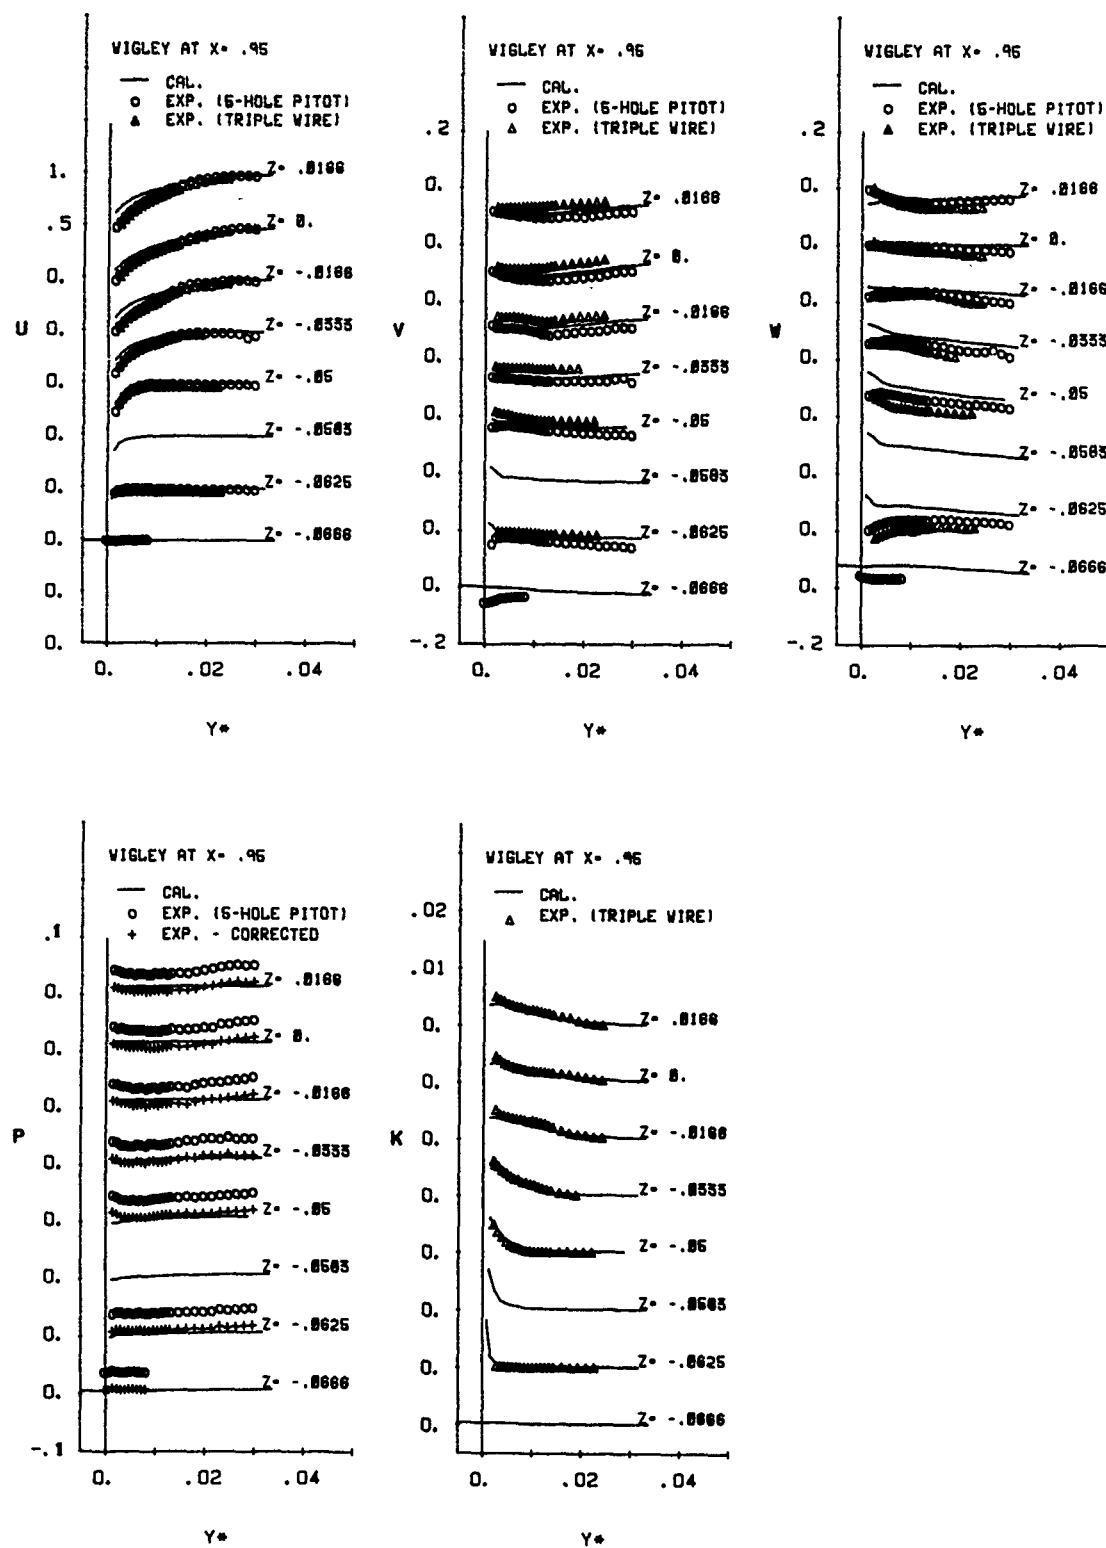 WIGLEY AT X= .95
CAL.
EXP. (5-HOLE PITOT)
EXP. (TRIPLE WIRE)
1.
.5
0.
0.
0.
0.
0.
0.
0.
0.
U
Z= .0166
Z= 0.
Z= -.0166
Z= -.0333
Z= -.05
Z= -.0583
Z= -.0625
Z= -.0666
0. .02 .04
Y*
WIGLEY AT X= .95
CAL.
EXP. (5-HOLE PITOT)
EXP. (TRIPLE WIRE)
.2
0.
0.
0.
0.
0.
0.
0.
0.
-.2
V
Z= .0166
Z= 0.
Z= -.0166
Z= -.0333
Z= -.05
Z= -.0583
Z= -.0625
Z= -.0666
0. .02 .04
Y*
WIGLEY AT X= .95
CAL.
EXP. (5-HOLE PITOT)
EXP. (TRIPLE WIRE)
.2
0.
0.
0.
0.
0.
0.
0.
0.
-.2
W
Z= .0166
Z= 0.
Z= -.0166
Z= -.0333
Z= -.05
Z= -.0583
Z= -.0625
Z= -.0666
0. .02 .04
Y*
WIGLEY AT X= .95
CAL.
EXP. (5-HOLE PITOT)
EXP. - CORRECTED
.1
0.
0.
0.
0.
0.
0.
0.
0.
-.1
P
Z= .0166
Z= 0.
Z= -.0166
Z= -.0333
Z= -.05
Z= -.0583
Z= -.0625
Z= -.0666
0. .02 .04
Y*
WIGLEY AT X= .95
CAL.
EXP. (TRIPLE WIRE)
.02
.01
0.
0.
0.
0.
0.
0.
0.
0.
K
Z= .0166
Z= 0.
Z= -.0166
Z= -.0333
Z= -.05
Z= -.0583
Z= -.0625
Z= -.0666
0. .02 .04
Y*